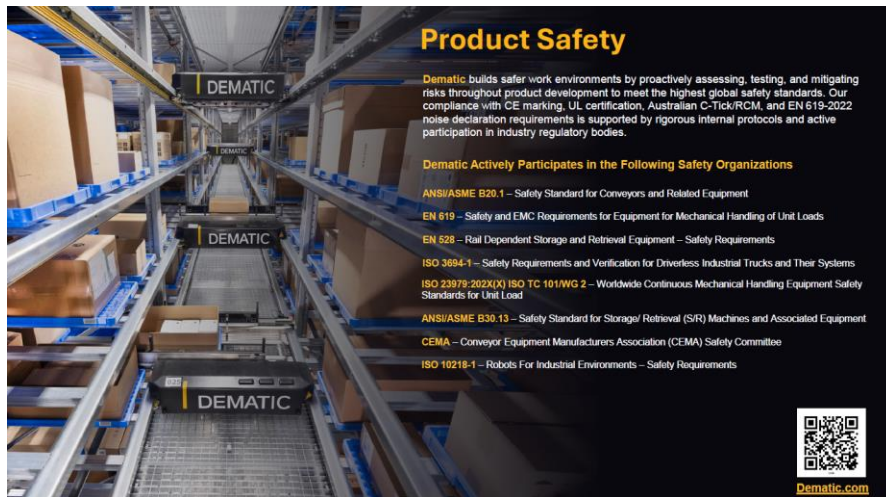 Product Safety
Dematic builds safer work environments by proactively assessing, testing, and mitigating
risks throughout product development to meet the highest global safety standards. Our
compliance with CE marking, UL certification, Australian C-Tick/RCM, and EN 619-2022
noise declaration requirements is supported by rigorous internal protocols and active
participation in industry regulatory bodies.
Dematic Actively Participates in the Following Safety Organizations
ANSI/ASME B20.1 – Safety Standard for Conveyors and Related Equipment
EN 619 – Safety and EMC Requirements for Equipment for Mechanical Handling of Unit Loads
EN 528 – Rail Dependent Storage and Retrieval Equipment – Safety Requirements
ISO 3694-1 – Safety Requirements and Verification for Driverless Industrial Trucks and Their Systems
ISO 23979:202X(X) ISO TC 101/WG 2 – Worldwide Continuous Mechanical Handling Equipment Safety
Standards for Unit Load
ANSI/ASME B30.13 – Safety Standard for Storage/ Retrieval (S/R) Machines and Associated Equipment
CEMA – Conveyor Equipment Manufacturers Association (CEMA) Safety Committee
ISO 10218-1 – Robots For Industrial Environments – Safety Requirements
DEMATIC
DEMATIC
DEMATIC
DEMATIC
Dematic.com